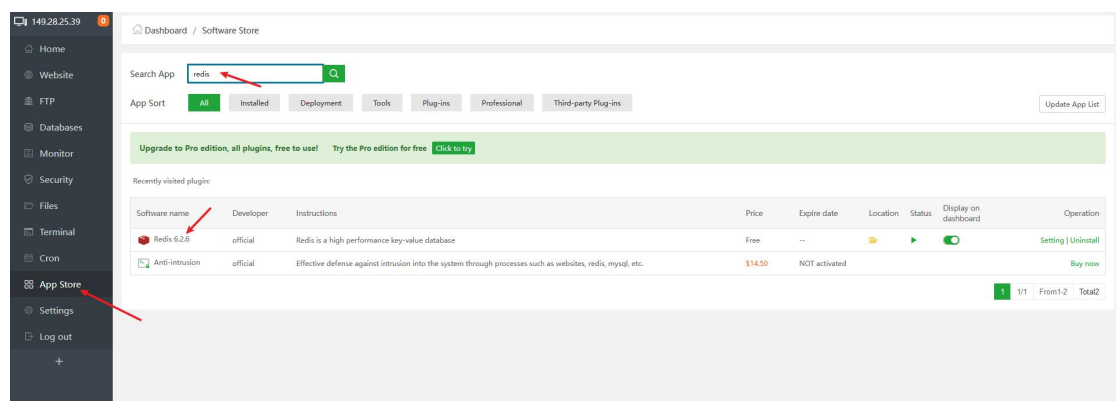 149.28.25.39 0
Home
Website
FTP
Databases
Monitor
Security
Files
Terminal
Cron
App Store
Settings
Log out
+
Dashboard / Software Store
Search App redis
App Sort All Installed Deployment Tools Plug-ins Professional Third-party Plug-ins Update App List
Upgrade to Pro edition, all plugins, free to use! Try the Pro edition for free Click to try
Recently visited plugin:
Software name Developer Instructions Price Expire date Location Status Display on dashboard Operation
Redis 6.2.6 official Redis is a high performance key-value database Free -- Setting | Uninstall
Anti-intrusion official Effective defense against intrusion into the system through processes such as websites, redis, mysql, etc. $14.50 NOT activated Buy now
1 1/1 From1-2 Total2